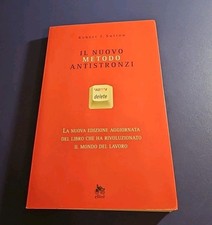 ROBERT I. SUTTON
IL NUOVO
METODO
ANTISTRONZI
delete
LA NUOVA EDIZIONE AGGIORNATA
DEL LIBRO CHE HA RIVOLUZIONATO
IL MONDO DEL LAVORO